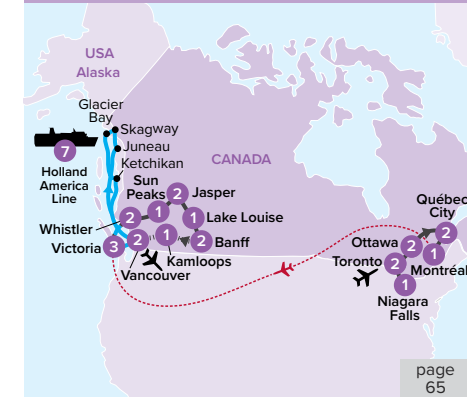 USA
Alaska
Glacier
Bay
Skagway
Juneau
Ketchikan
7
Holland
America
Line
CANADA
Sun
Peaks
2
Jasper
1
Whistler
2
1
Lake Louise
Victoria
3
2
1
2
Banff
Kamloops
Vancouver
Québec
City
2
Ottawa
2
1
Montréal
Toronto
2
1
Niagara
Falls
page
65